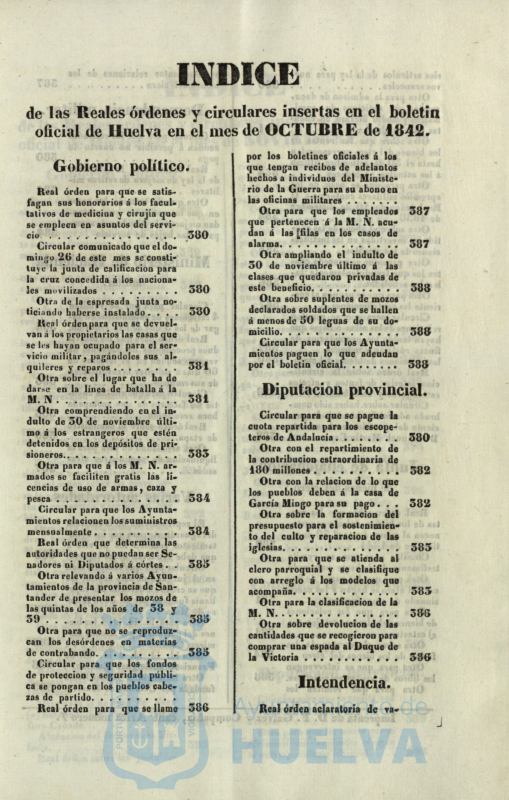 INDICE
de las Reales órdenes y circulares insertas en el boletin
oficial de Huelva en el mes de OCTUBRE de 1842.
Gobierno político.
Real órden para que se satis-
fagan sus honorarios á los facul-
tativos de medicina y cirujía que
se empleen en asuntos del servi-
cio . . . . . . . . . . . . . 380
Circular comunicado que el do-
mingo 26 de este mes se consti-
tuye la junta de calificacion para
la cruz concedida á los naciona-
les movilizados . . . . . . . . 380
Otra de la espresada junta no-
ticiando haberse instalado. . . . 380
Real órden para que se devuel-
van á los propietarios las casas que
se les hayan ocupado para el ser-
vicio militar, pagándoles sus al-
quileres y reparos . . . . . . . 381
Otra sobre el lugar que ha de
darse en la línea de batalla á la
M. N . . . . . . . . . . . . 381
Otra comprendiendo en el in-
dulto de 30 de noviembre últi-
mo á los estrangeros que estén
detenidos en los depósitos de pri-
sioneros. . . . . . . . . . . 383
Otra para que á los M. N. ar-
mados se faciliten gratis las li-
cencias de uso de armas, caza y
pesca . . . . . . . . . . . . 384
Circular para que los Ayunta-
mientos relacionen los suministros
mensualmente. . . . . . . . . 384
Real órden que determina las
autoridades que no puedan ser Se-
nadores ni Diputados á córtes. . 385
Otra relevando á varios Ayun-
tamientos de la provincia de San-
tander de presentar los mozos de
las quintas de los años de 38 y
39 . . . . . . . . . . . . . 385
Otra para que no se reproduz-
can los desórdenes en materias
de contrabando. . . . . . . . . 385
Circular para que los fondos
de proteccion y seguridad públi-
ca se pongan en los pueblos cabe-
zas de partido. . . . . . . . .
Real órden para que se llame 386
por los boletines oficiales á los
que tengan recibos de adelantos
hechos a individuos del Ministe-
rio de la Guerra para su abono en
las oficinas militares . . . . . . .
Otra para que los empleados 387
que pertenecen á la M. N. acu-
dan á las filas en los casos de
alarma. . . . . . . . . . . . 387
Otra ampliando el indulto de
30 de noviembre último á las
clases que quedaron privadas de
este beneficio. . . . . . . . . 388
Otra sobre suplentes de mozos
declarados soldados que se hallen
á menos de 50 leguas de su do-
micilio. . . . . . . . . . . . 388
Circular para que los Ayunta-
mientos paguen lo que adeudan
por el boletin oficial. . . . . . . 388
Diputacion provincial.
Circular para que se pague la
cuota repartida para los escope-
teros de Andalucía . . . . . . . 380
Otra con el repartimiento de
la contribucion estraordinaria de
180 millones . . . . . . . . . 382
Otra con la relacion de lo que
los pueblos deben á la casa de
García Mingo para su pago . . . 382
Otra sobre la formacion del
presupuesto para el sostenimien-
to del culto y reparacion de las
iglesias. . . . . . . . . . . . 383
Otra para que se atienda al
clero parroquial y se clasifique
con arreglo á los modelos que
acompaña. . . . . . . . . . . 385
Otra para la clasificacion de la
M. N. . . . . . . . . . . . . 386
Otra sobre devolucion de las
cantidades que se recogieron para
comprar una espada al Duque de
la Victoria . . . . . . . . . . 386
Intendencia.
Real órden aclaratoria de va-
Ayuntamiento de
HUELVA